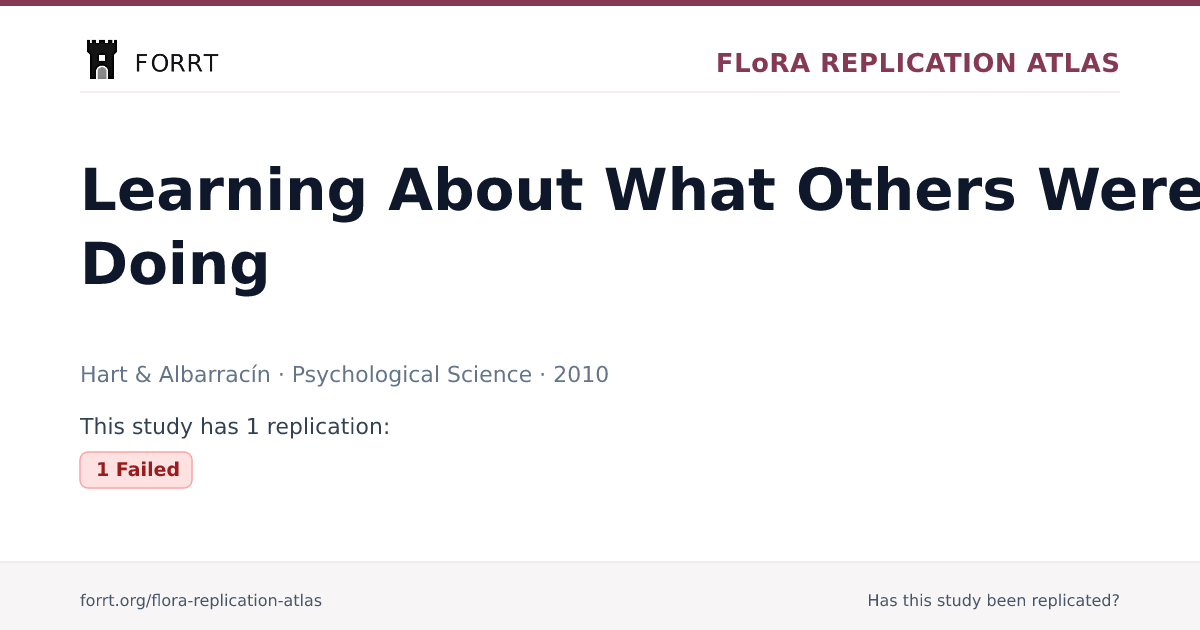 FORRT
FLoRA REPLICATION ATLAS
Learning About What Others Were
Doing
Hart & Albarracín · Psychological Science · 2010
This study has 1 replication:
1 Failed
forrt.org/flora-replication-atlas
Has this study been replicated?